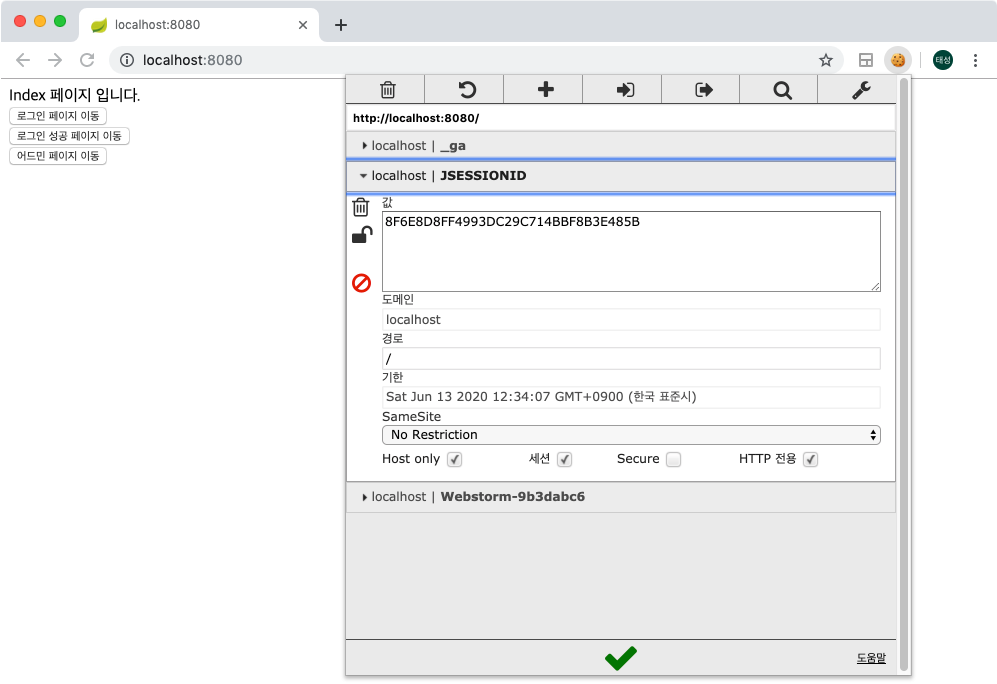 localhost:8080
localhost:8080
태성
Index 페이지 입니다.
로그인 페이지 이동
로그인 성공 페이지 이동
어드민 페이지 이동
http://localhost:8080/
localhost | _ga
localhost | JSESSIONID
값
8F6E8D8FF4993DC29C714BBF8B3E485B
도메인
localhost
경로
/
기한
Sat Jun 13 2020 12:34:07 GMT+0900 (한국 표준시)
SameSite
No Restriction
Host only 세션 Secure HTTP 전용
localhost | Webstorm-9b3dabc6
도움말